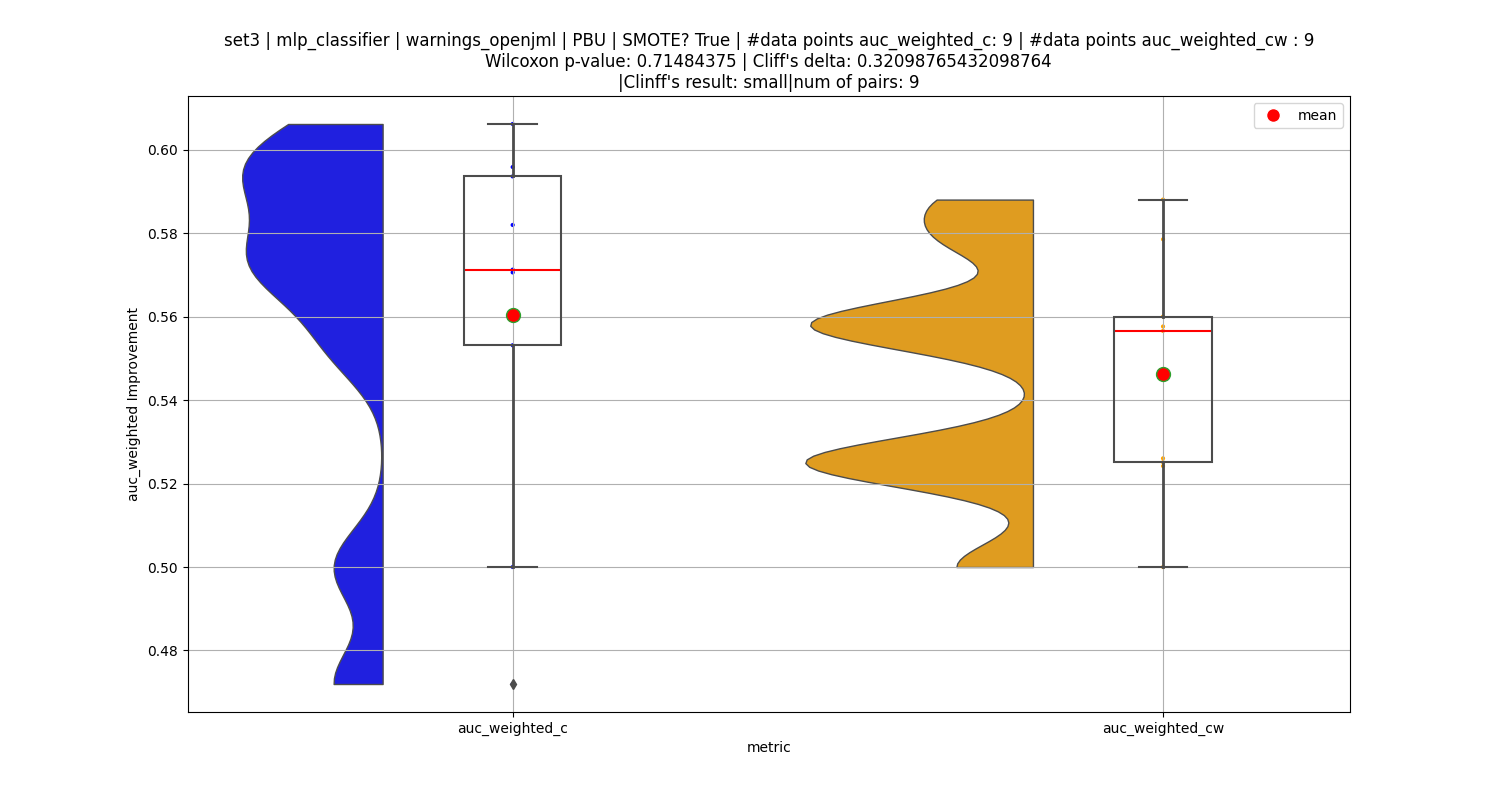 set3 | mlp_classifier | warnings_openjml | PBU | SMOTE? True | #data points auc_weighted_c: 9 | #data points auc_weighted_cw : 9
Wilcoxon p-value: 0.71484375 | Cliff's delta: 0.32098765432098764
|Clinff's result: small|num of pairs: 9
mean
0.60
0.58
0.56
0.54
0.52
0.50
0.48
auc_weighted Improvement
auc_weighted_c
auc_weighted_cw
metric